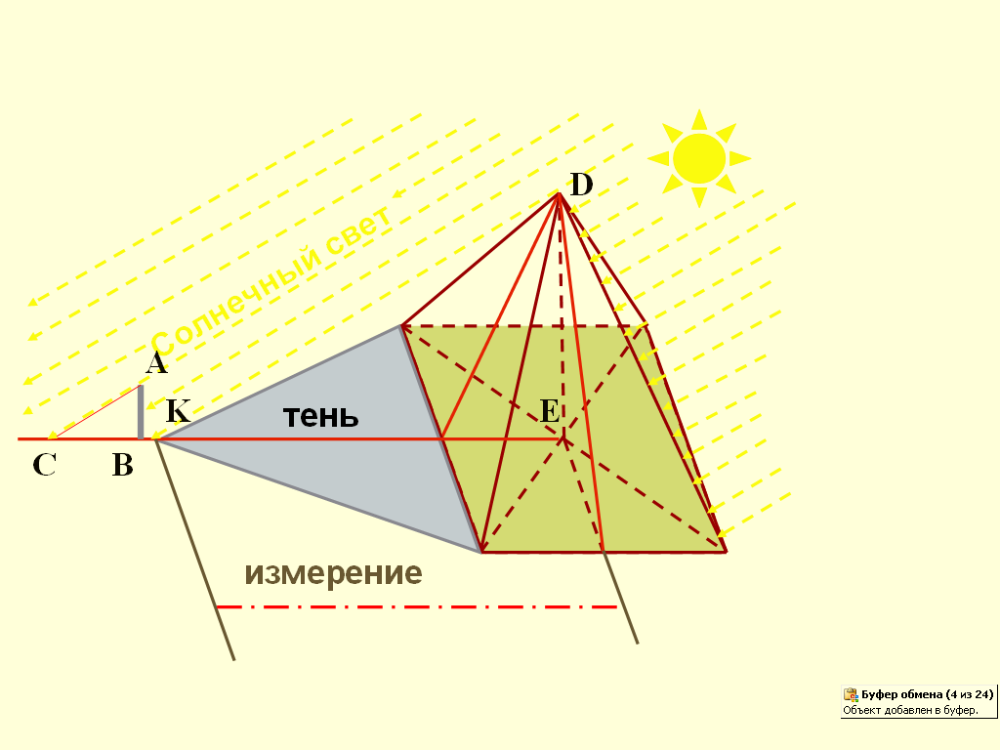 D
Солнечный свет
A
K
тень
E
C
B
измерение
Буфер обмена (4 из 24)
Объект добавлен в буфер.